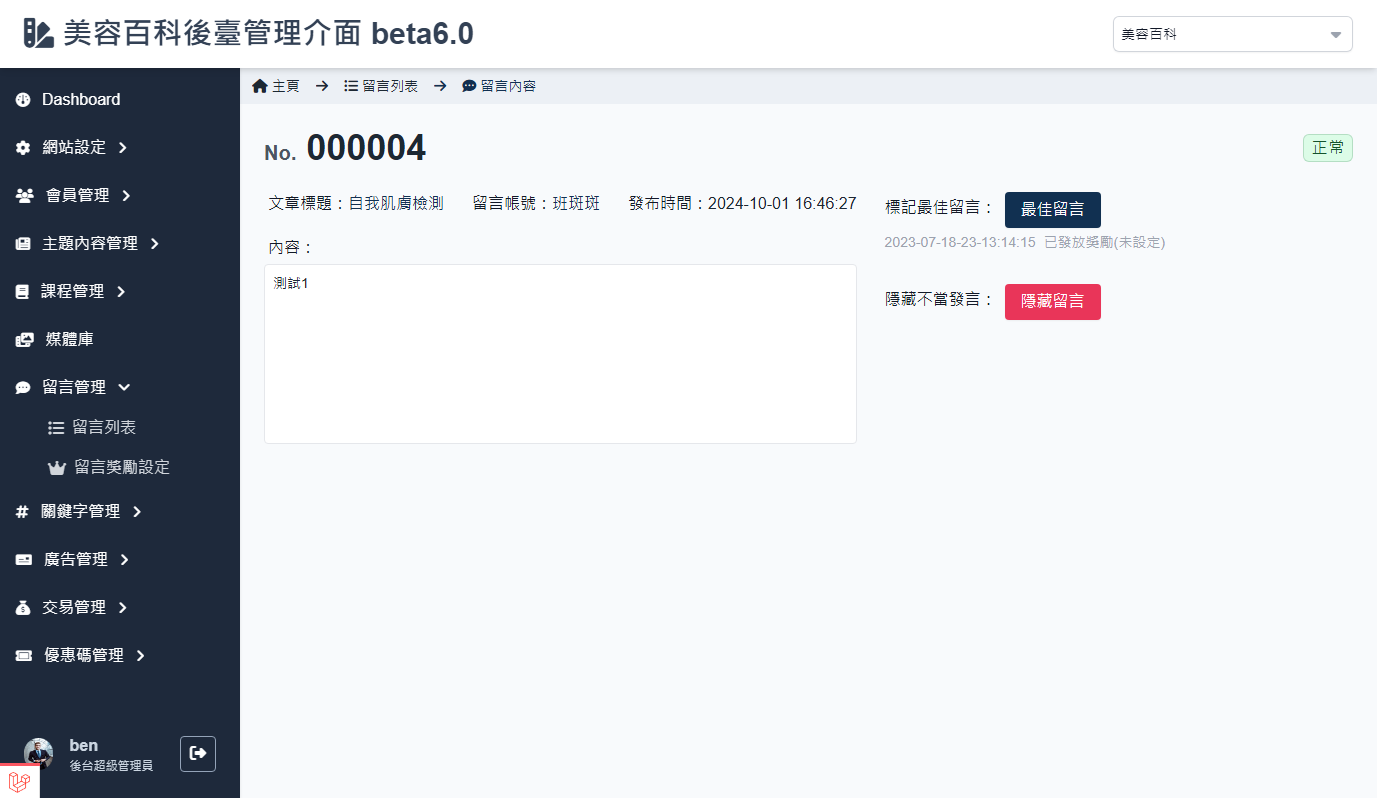 美容百科後臺管理介面 beta6.0
美容百科
Dashboard
網站設定
會員管理
主題內容管理
課程管理
媒體庫
留言管理
留言列表
留言獎勵設定
關鍵字管理
廣告管理
交易管理
優惠碼管理
ben
後台超級管理員
主頁 → 留言列表 → 留言內容
No. 000004
正常
文章標題：自我肌膚檢測 留言帳號：班斑斑 發布時間：2024-10-01 16:46:27
內容：
測試1
標記最佳留言： 最佳留言
2023-07-18-23-13:14:15 已發放獎勵(未設定)
隱藏不當發言： 隱藏留言